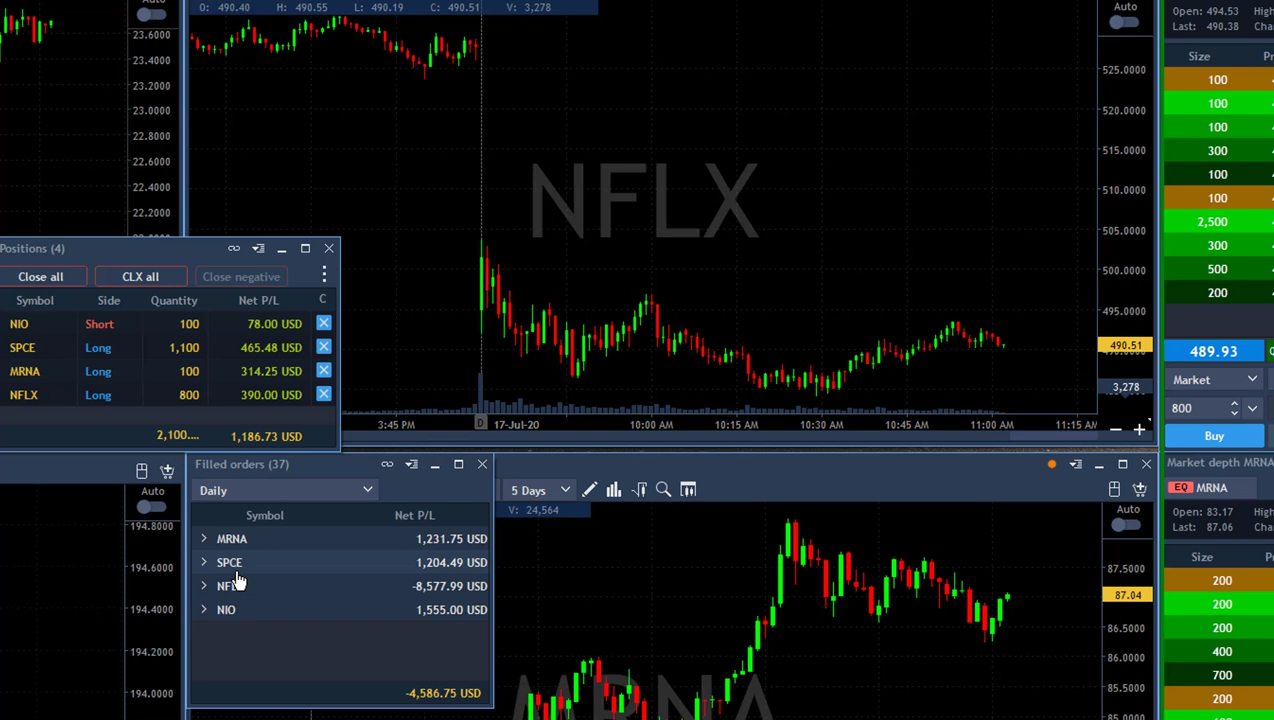 Auto
23.6000
23.4000
23.2000
23.0000
22.8000
22.6000
22.4000
22.2000
O: 490.40 H: 490.55 L: 490.19 C: 490.51 V: 3,278
NFLX
Auto
525.0000
515.0000
510.0000
505.0000
500.0000
495.0000
490.51
3,278
3:45 PM D 17-Jul-20 10:00 AM 10:15 AM 10:30 AM 10:45 AM 11:00 AM 11:15 AM
Open: 494.53 High
Last: 490.38 Cha
Size
100
100
100
300
100
100
2,500
300
500
200
489.93
Market
800
Buy
Positions (4)
Close all CLX all Close negative
Symbol Side Quantity Net P/L C
NIO Short 100 78.00 USD
SPCE Long 1,100 465.48 USD
MRNA Long 100 314.25 USD
NFLX Long 800 390.00 USD
2,100.... 1,186.73 USD
Auto
194.8000
194.6000
194.4000
194.2000
194.0000
Filled orders (37)
Daily
Symbol Net P/L
MRNA 1,231.75 USD
SPCE 1,204.49 USD
-8,577.99 USD
NIO 1,555.00 USD
-4,586.75 USD
5 Days
V: 24,564
MRNA
Auto
87.5000
87.04
86.5000
86.0000
85.5000
85.0000
Market depth MRNA
EQ MRNA
Open: 83.17 High
Last: 87.06 Cha
Size
200
200
200
400
700
200